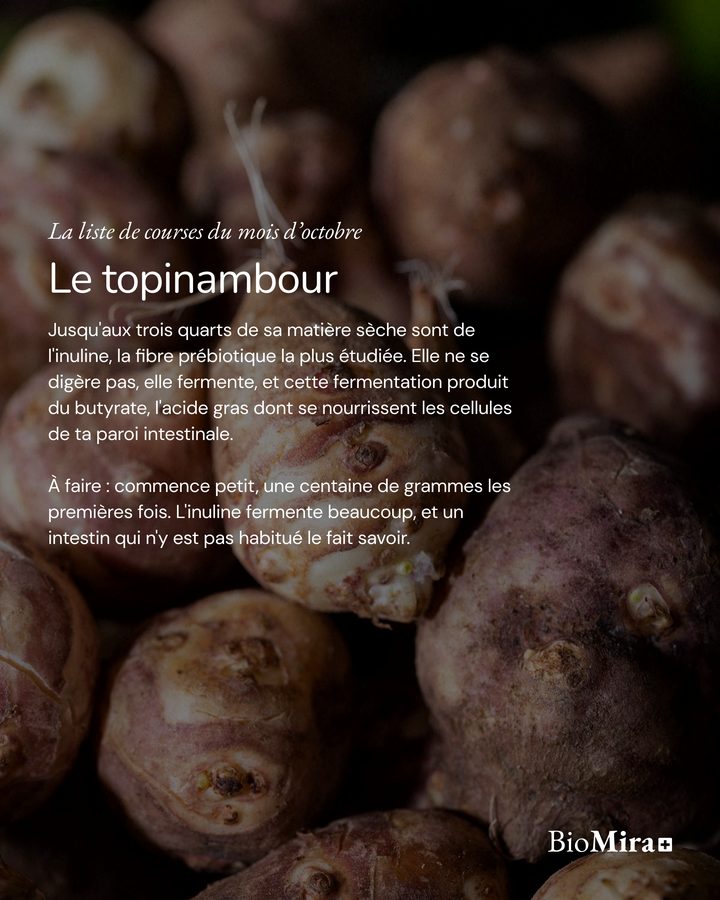 La liste de courses du mois d’octobre
Le topinambour
Jusqu'aux trois quarts de sa matière sèche sont de
l'inuline, la fibre prébiotique la plus étudiée. Elle ne se
digère pas, elle fermente, et cette fermentation produit
du butyrate, l'acide gras dont se nourrissent les cellules
de ta paroi intestinale.
À faire : commence petit, une centaine de grammes les
premières fois. L'inuline fermente beaucoup, et un
intestin qui n'y est pas habitué le fait savoir.
BioMira